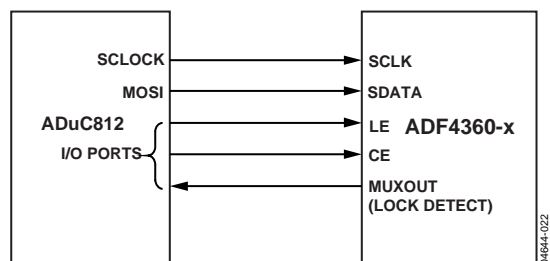 SCLOCK
MOSI
ADuC812
I/O PORTS
SCLK
SDATA
LE
ADF4360-x
CE
MUXOUT
(LOCK DETECT)
04644-022